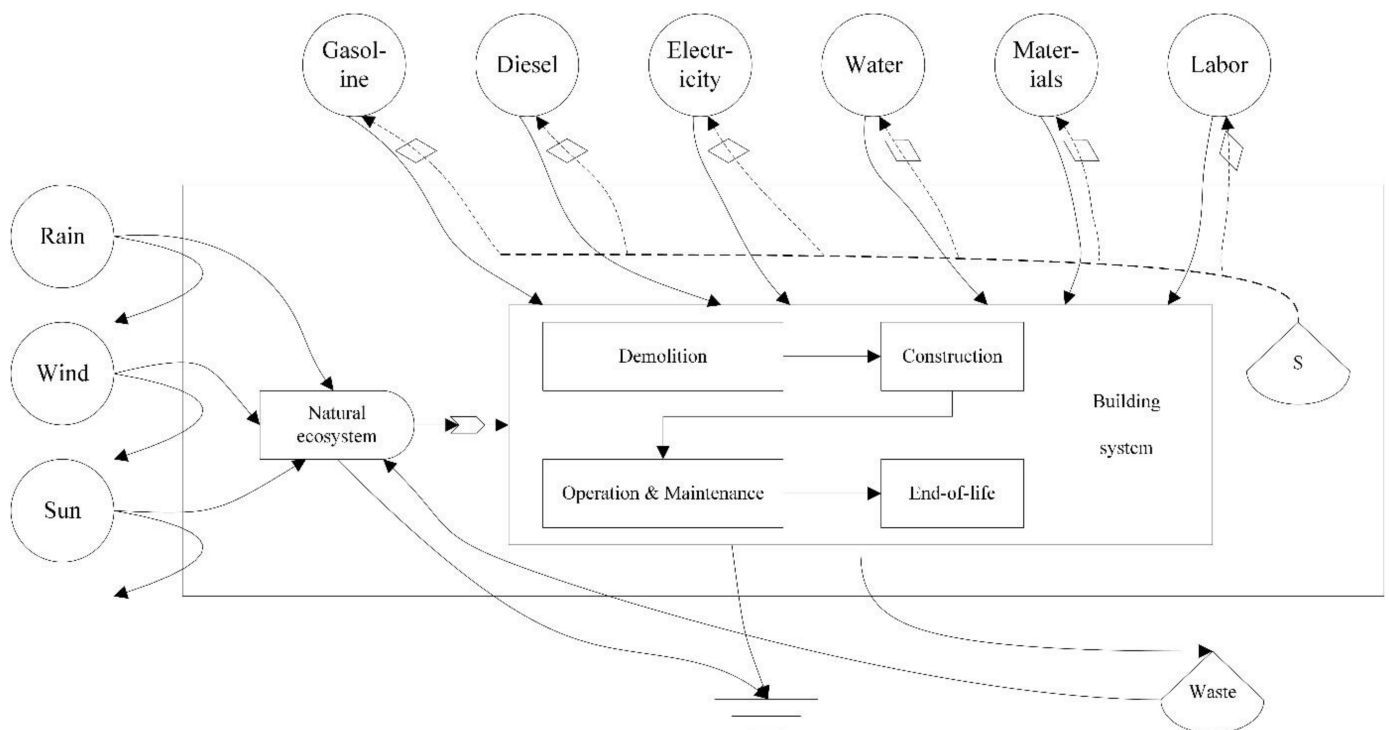 Gasol-
ine
Diesel
Electr-
icity
Water
Mater-
ials
Labor
Rain
Wind
Sun
Natural
ecosystem
Demolition
Construction
Operation & Maintenance
End-of-life
Building
system
S
Waste